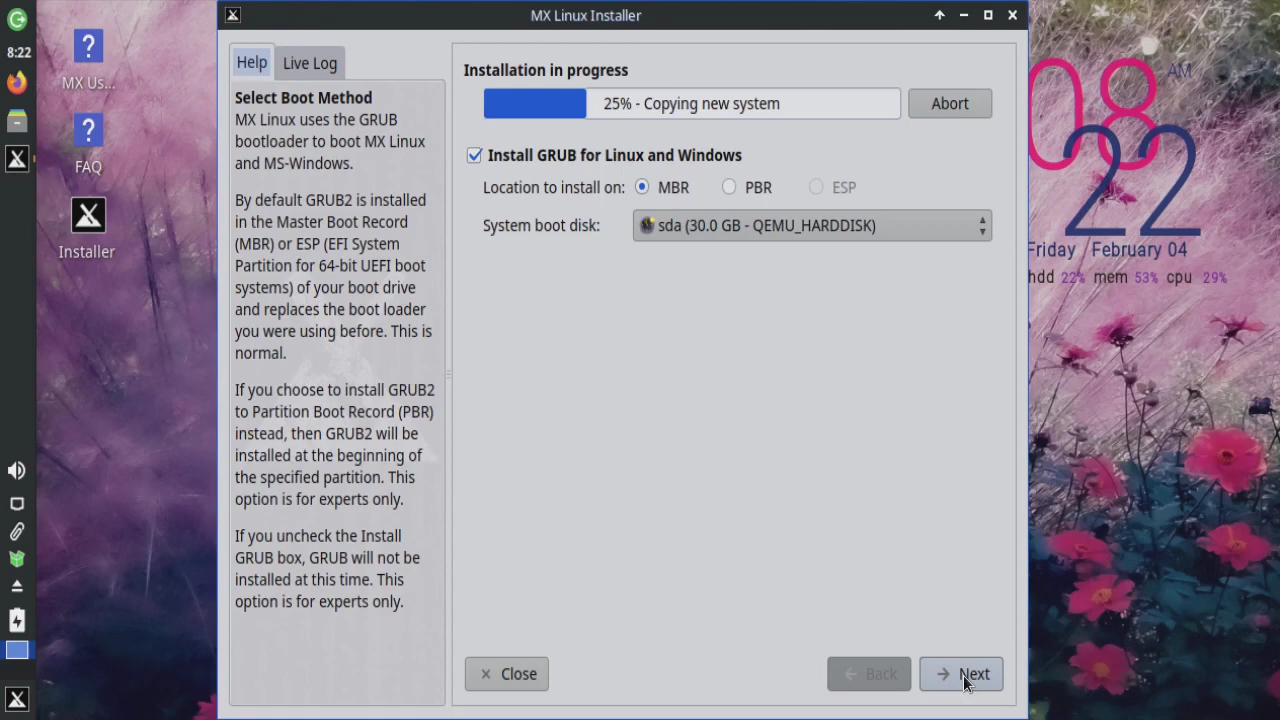 MX Linux Installer
8:22
MX Us...
FAQ
Installer
Help
Live Log
Select Boot Method
MX Linux uses the GRUB
bootloader to boot MX Linux
and MS-Windows.
By default GRUB2 is installed
in the Master Boot Record
(MBR) or ESP (EFI System
Partition for 64-bit UEFI boot
systems) of your boot drive
and replaces the boot loader
you were using before. This is
normal.
If you choose to install GRUB2
to Partition Boot Record (PBR)
instead, then GRUB2 will be
installed at the beginning of
the specified partition. This
option is for experts only.
If you uncheck the Install
GRUB box, GRUB will not be
installed at this time. This
option is for experts only.
Installation in progress
25% - Copying new system
Abort
Install GRUB for Linux and Windows
Location to install on: MBR PBR ESP
System boot disk: sda (30.0 GB - QEMU_HARDDISK)
Close
Back
Next
08 AM
22
Friday February 04
hdd 22% mem 53% cpu 29%